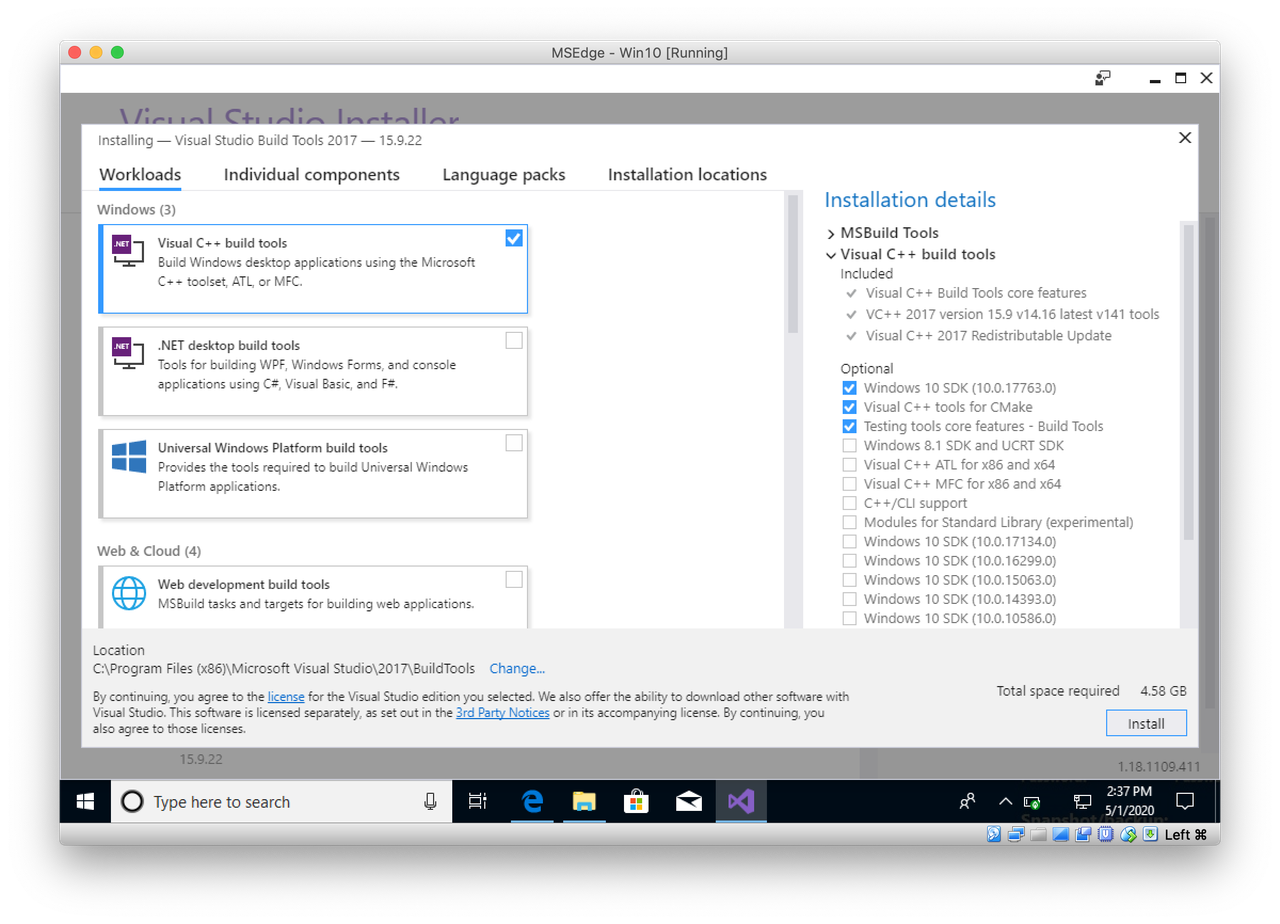 MSEdge - Win10 [Running]
Visual Studio Installer
Installing — Visual Studio Build Tools 2017 — 15.9.22
Workloads
Individual components
Language packs
Installation locations
Windows (3)
.NET
Visual C++ build tools
Build Windows desktop applications using the Microsoft
C++ toolset, ATL, or MFC.
.NET
.NET desktop build tools
Tools for building WPF, Windows Forms, and console
applications using C#, Visual Basic, and F#.
Universal Windows Platform build tools
Provides the tools required to build Universal Windows
Platform applications.
Web & Cloud (4)
Web development build tools
MSBuild tasks and targets for building web applications.
Installation details
MSBuild Tools
Visual C++ build tools
Included
Visual C++ Build Tools core features
VC++ 2017 version 15.9 v14.16 latest v141 tools
Visual C++ 2017 Redistributable Update
Optional
Windows 10 SDK (10.0.17763.0)
Visual C++ tools for CMake
Testing tools core features - Build Tools
Windows 8.1 SDK and UCRT SDK
Visual C++ ATL for x86 and x64
Visual C++ MFC for x86 and x64
C++/CLI support
Modules for Standard Library (experimental)
Windows 10 SDK (10.0.17134.0)
Windows 10 SDK (10.0.16299.0)
Windows 10 SDK (10.0.15063.0)
Windows 10 SDK (10.0.14393.0)
Windows 10 SDK (10.0.10586.0)
Location
C:\Program Files (x86)\Microsoft Visual Studio\2017\BuildTools Change...
By continuing, you agree to the license for the Visual Studio edition you selected. We also offer the ability to download other software with
Visual Studio. This software is licensed separately, as set out in the 3rd Party Notices or in its accompanying license. By continuing, you
also agree to those licenses.
Total space required 4.58 GB
Install
15.9.22
1.18.1109.411
Type here to search
2:37 PM
5/1/2020
Snapshot/backup:
Left ⌘